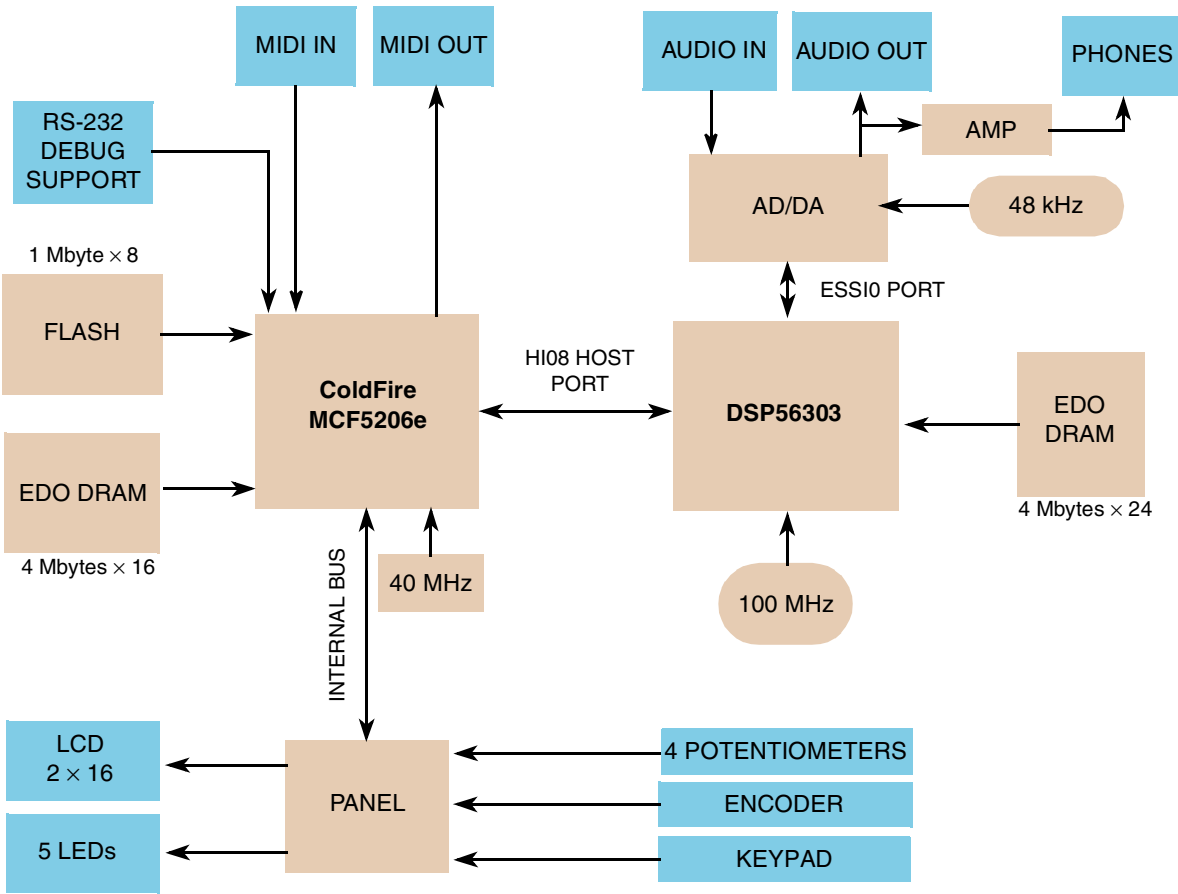 MIDI IN
MIDI OUT
AUDIO IN
AUDIO OUT
PHONES
RS-232
DEBUG
SUPPORT
AMP
AD/DA
48 kHz
1 Mbyte × 8
FLASH
ESSI0 PORT
HI08 HOST
PORT
ColdFire
MCF5206e
DSP56303
EDO
DRAM
4 Mbytes × 24
EDO DRAM
4 Mbytes × 16
INTERNAL BUS
40 MHz
100 MHz
LCD
2 × 16
5 LEDs
PANEL
4 POTENTIOMETERS
ENCODER
KEYPAD